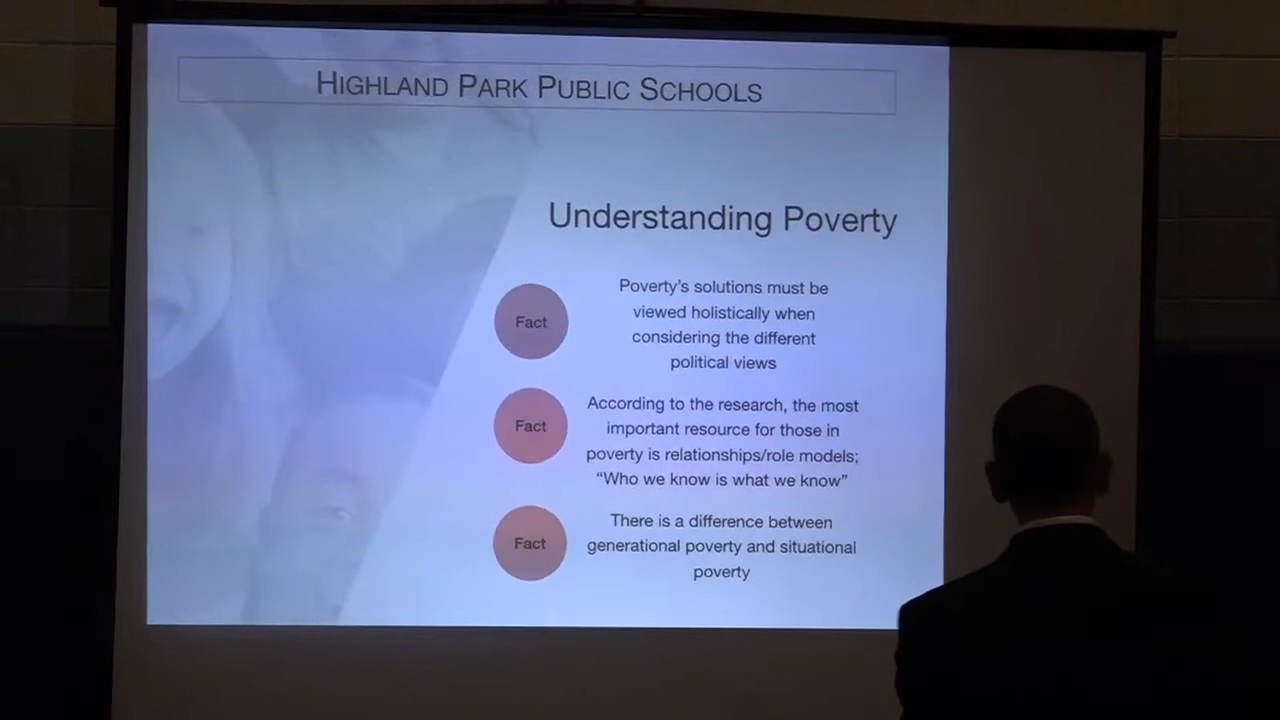 HIGHLAND PARK PUBLIC SCHOOLS
Understanding Poverty
Fact
Poverty's solutions must be
viewed holistically when
considering the different
political views
Fact
According to the research, the most
important resource for those in
poverty is relationships/role models;
“Who we know is what we know”
Fact
There is a difference between
generational poverty and situational
poverty